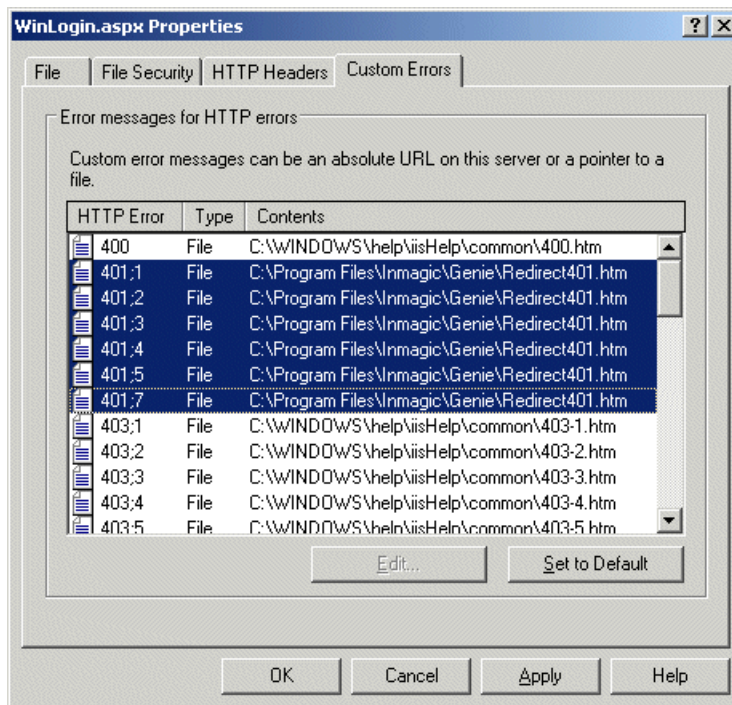 WinLogin.aspx Properties
File File Security HTTP Headers Custom Errors
Error messages for HTTP errors
Custom error messages can be an absolute URL on this server or a pointer to a
file.
HTTP Error Type Contents
400 File C:\WINDOWS\help\iisHelp\common\400.htm
401;1 File C:\Program Files\Inmagic\Genie\Redirect401.htm
401;2 File C:\Program Files\Inmagic\Genie\Redirect401.htm
401;3 File C:\Program Files\Inmagic\Genie\Redirect401.htm
401;4 File C:\Program Files\Inmagic\Genie\Redirect401.htm
401;5 File C:\Program Files\Inmagic\Genie\Redirect401.htm
401;7 File C:\Program Files\Inmagic\Genie\Redirect401.htm
403;1 File C:\WINDOWS\help\iisHelp\common\403-1.htm
403;2 File C:\WINDOWS\help\iisHelp\common\403-2.htm
403;3 File C:\WINDOWS\help\iisHelp\common\403-3.htm
403;4 File C:\WINDOWS\help\iisHelp\common\403-4.htm
403;5 File C:\WINDOWS\help\iisHelp\common\403-5.htm
Edit... Set to Default
OK Cancel Apply Help